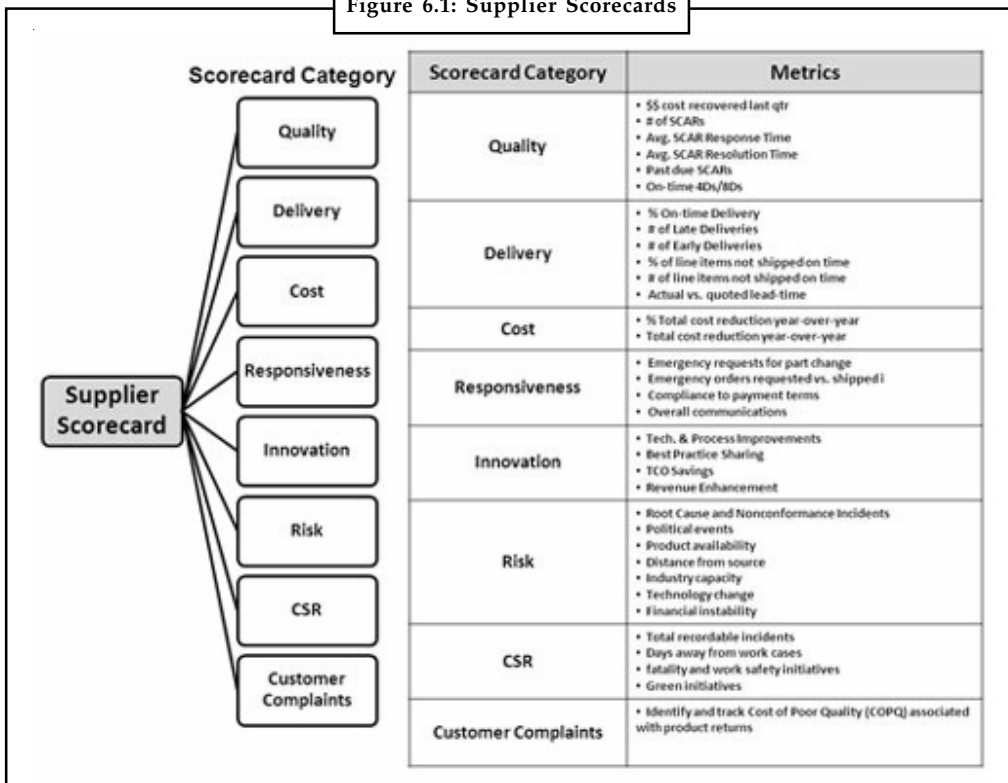 Figure 6.1: Supplier Scorecards
Scorecard Category
Quality
Delivery
Cost
Responsiveness
Innovation
Risk
CSR
Customer
Complaints
Supplier
Scorecard
Scorecard Category
Metrics
Quality
• $$ cost recovered last qtr
• # of SCARs
• Avg. SCAR Response Time
• Avg. SCAR Resolution Time
• Past due SCARs
• On-time 4Ds/8Ds
Delivery
• % On-time Delivery
• # of Late Deliveries
• # of Early Deliveries
• % of line items not shipped on time
• # of line items not shipped on time
• Actual vs. quoted lead-time
Cost
• % Total cost reduction year-over-year
• Total cost reduction year-over-year
Responsiveness
• Emergency requests for part change
• Emergency orders requested vs. shipped i
• Compliance to payment terms
• Overall communications
Innovation
• Tech. & Process Improvements
• Best Practice Sharing
• TCO Savings
• Revenue Enhancement
Risk
• Root Cause and Nonconformance Incidents
• Political events
• Product availability
• Distance from source
• Industry capacity
• Technology change
• Financial instability
CSR
• Total recordable incidents
• Days away from work cases
• fatality and work safety initiatives
• Green initiatives
Customer Complaints
• Identify and track Cost of Poor Quality (COPQ) associated
with product returns